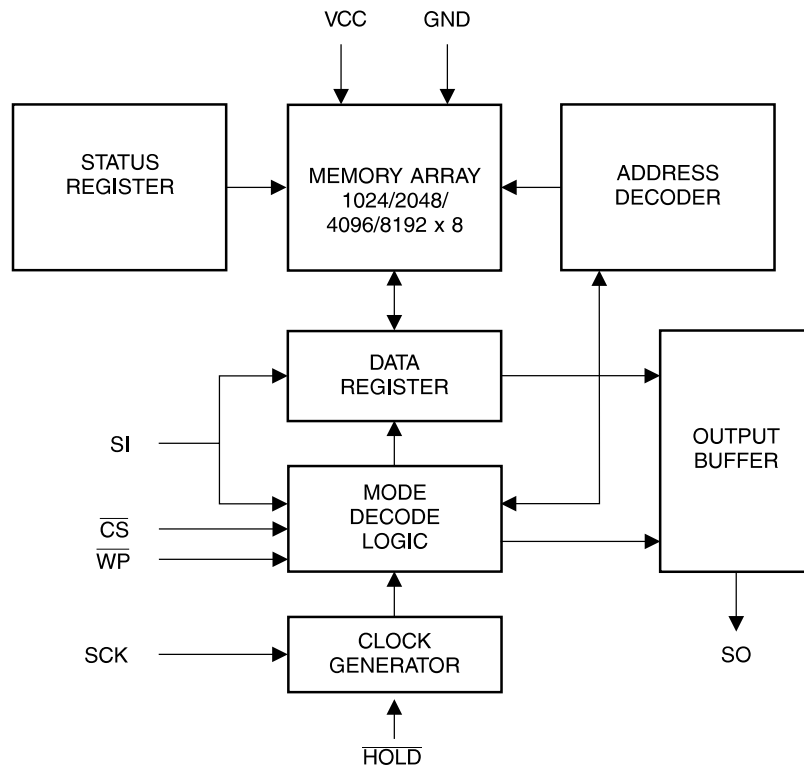 VCC
GND
STATUS
REGISTER
MEMORY ARRAY
1024/2048/
4096/8192 x 8
ADDRESS
DECODER
DATA
REGISTER
SI
OUTPUT
BUFFER
MODE
DECODE
LOGIC
CS
WP
SCK
CLOCK
GENERATOR
SO
HOLD